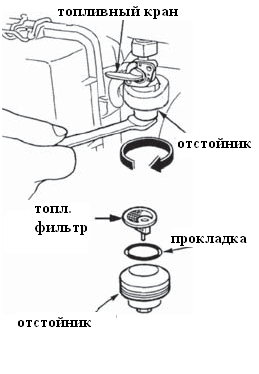 топливный кран
отстойник
топл.
фильтр
прокладка
отстойник